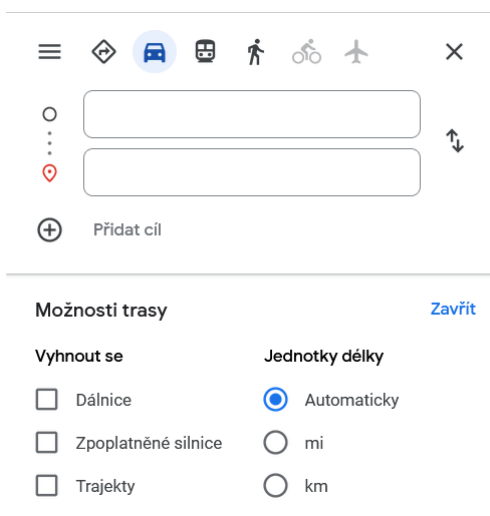 Přidat cíl
Možnosti trasy Zavřít
Vyhnout se Jednotky délky
Dálnice Automaticky
Zpoplatněné silnice mi
Trajekty km